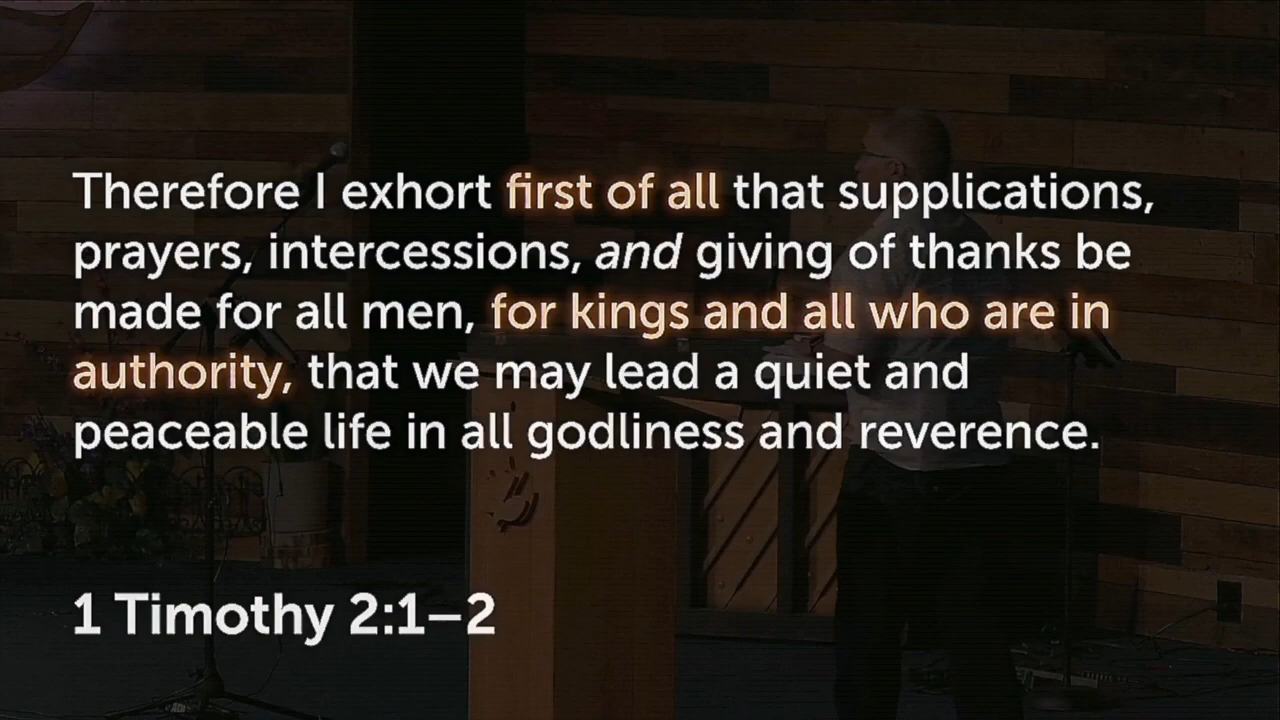 Therefore I exhort first of all that supplications,
prayers, intercessions, and giving of thanks be
made for all men, for kings and all who are in
authority, that we may lead a quiet and
peaceable life in all godliness and reverence.
1 Timothy 2:1–2